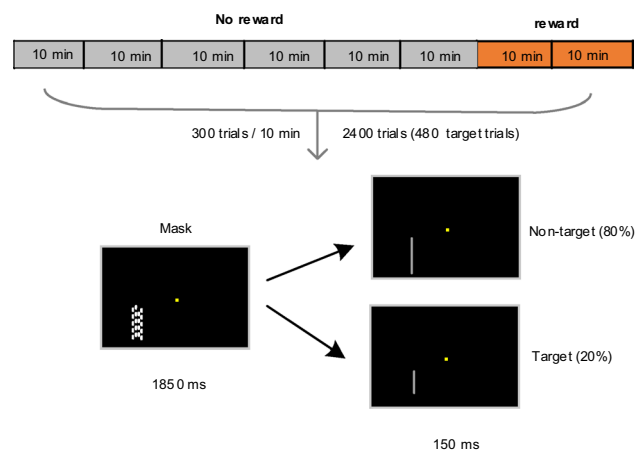 No reward reward
10 min 10 min 10 min 10 min 10 min 10 min 10 min 10 min
300 trials / 10 min 2400 trials (480 target trials)
Mask
Non-target (80%)
Target (20%)
1850 ms
150 ms